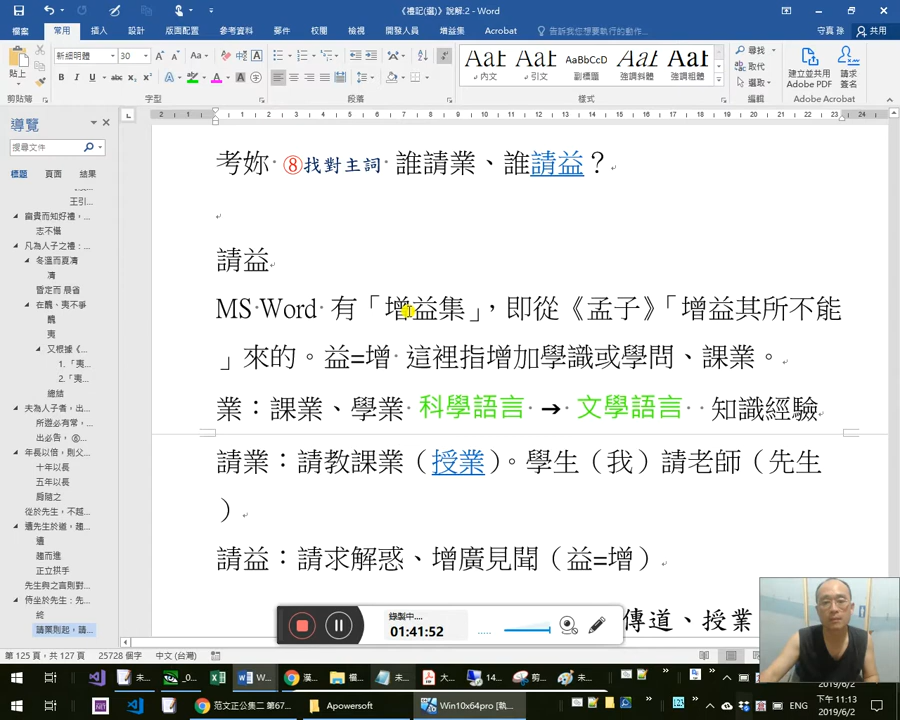 《禮記(選)》說解:2 - Word
檔案 常用 插入 設計 版面配置 參考資料 郵件 校閱 檢視 開發人員 增益集 Acrobat 告訴我您想要執行的動作... 守真 孫 共用
貼上 新細明體 30
剪貼簿 字型 段落 樣式 編輯 Adobe Acrobat
內文 引文 副標題 強調斜體 強調粗體
尋找 取代 選取
建立並共用 Adobe PDF 請求 簽名
導覽
搜尋文件
標題 頁面 結果
王引...
志不懾
凡為人子之禮：...
冬溫而夏凊
凊
昏定而 晨省
在醜、夷不爭
醜
夷
又根據《...
1.「夷...
2.「夷...
總結
夫為人子者，出...
所遊必有常，...
出必告，⑧...
年長以倍，則父...
十年以長
五年以長
肩隨之
從於先生，不越...
遭先生於道，趨...
遭
趨而進
正立拱手
先生與之言則對...
侍坐於先生：先...
終
請業則起，請...
考妳 ⑧找對主詞 誰請業、誰請益？
請益
MS Word 有「增益集」，即從《孟子》「增益其所不能
」來的。益=增 這裡指增加學識或學問、課業。
業：課業、學業 科學語言 → 文學語言 知識經驗
請業：請教課業（授業）。學生（我）請老師（先生
）
請益：請求解惑、增廣見聞（益=增）
傳道、授業
錄製中....
01:41:52
第 125 頁，共 127 頁 25728 個字 中文 (台灣)
范文正公集二 第67...
Apowersoft
Win10x64pro [執...
下午 11:13
2019/6/2